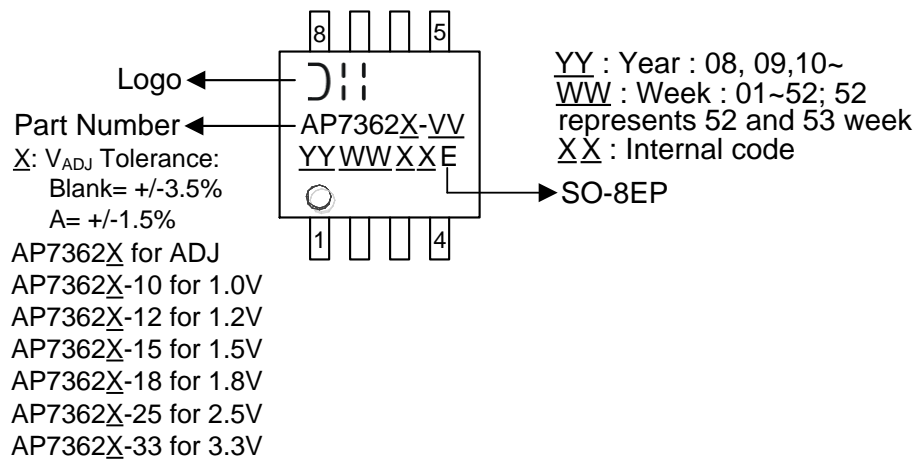 8 5
Logo
Part Number
X: VADJ Tolerance:
Blank= +/-3.5%
A= +/-1.5%
AP7362X for ADJ
AP7362X-10 for 1.0V
AP7362X-12 for 1.2V
AP7362X-15 for 1.5V
AP7362X-18 for 1.8V
AP7362X-25 for 2.5V
AP7362X-33 for 3.3V
AP7362X-VV
YY WW X X E
1 4
YY : Year : 08, 09,10~
WW : Week : 01~52; 52
represents 52 and 53 week
X X : Internal code
SO-8EP